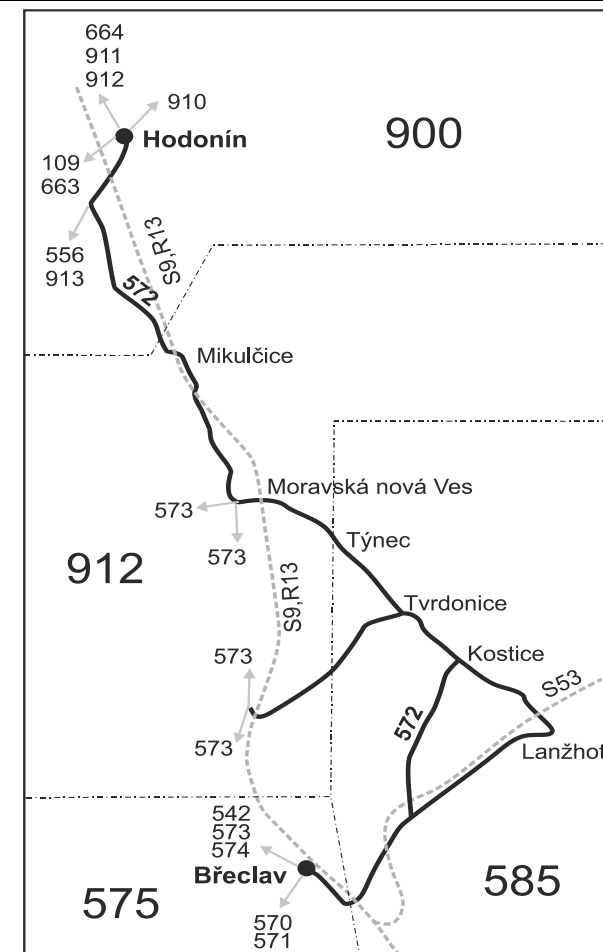 664
911
912
910
900
Hodonín
109
663
S9,R13
556
913
572
Mikulčice
Moravská nová Ves
573
573
Týnec
912
S9,R13
Tvrdonice
573
Kostice
S53
572
573
Lanžhot
542
573
574
Břeclav
575
585
570
571